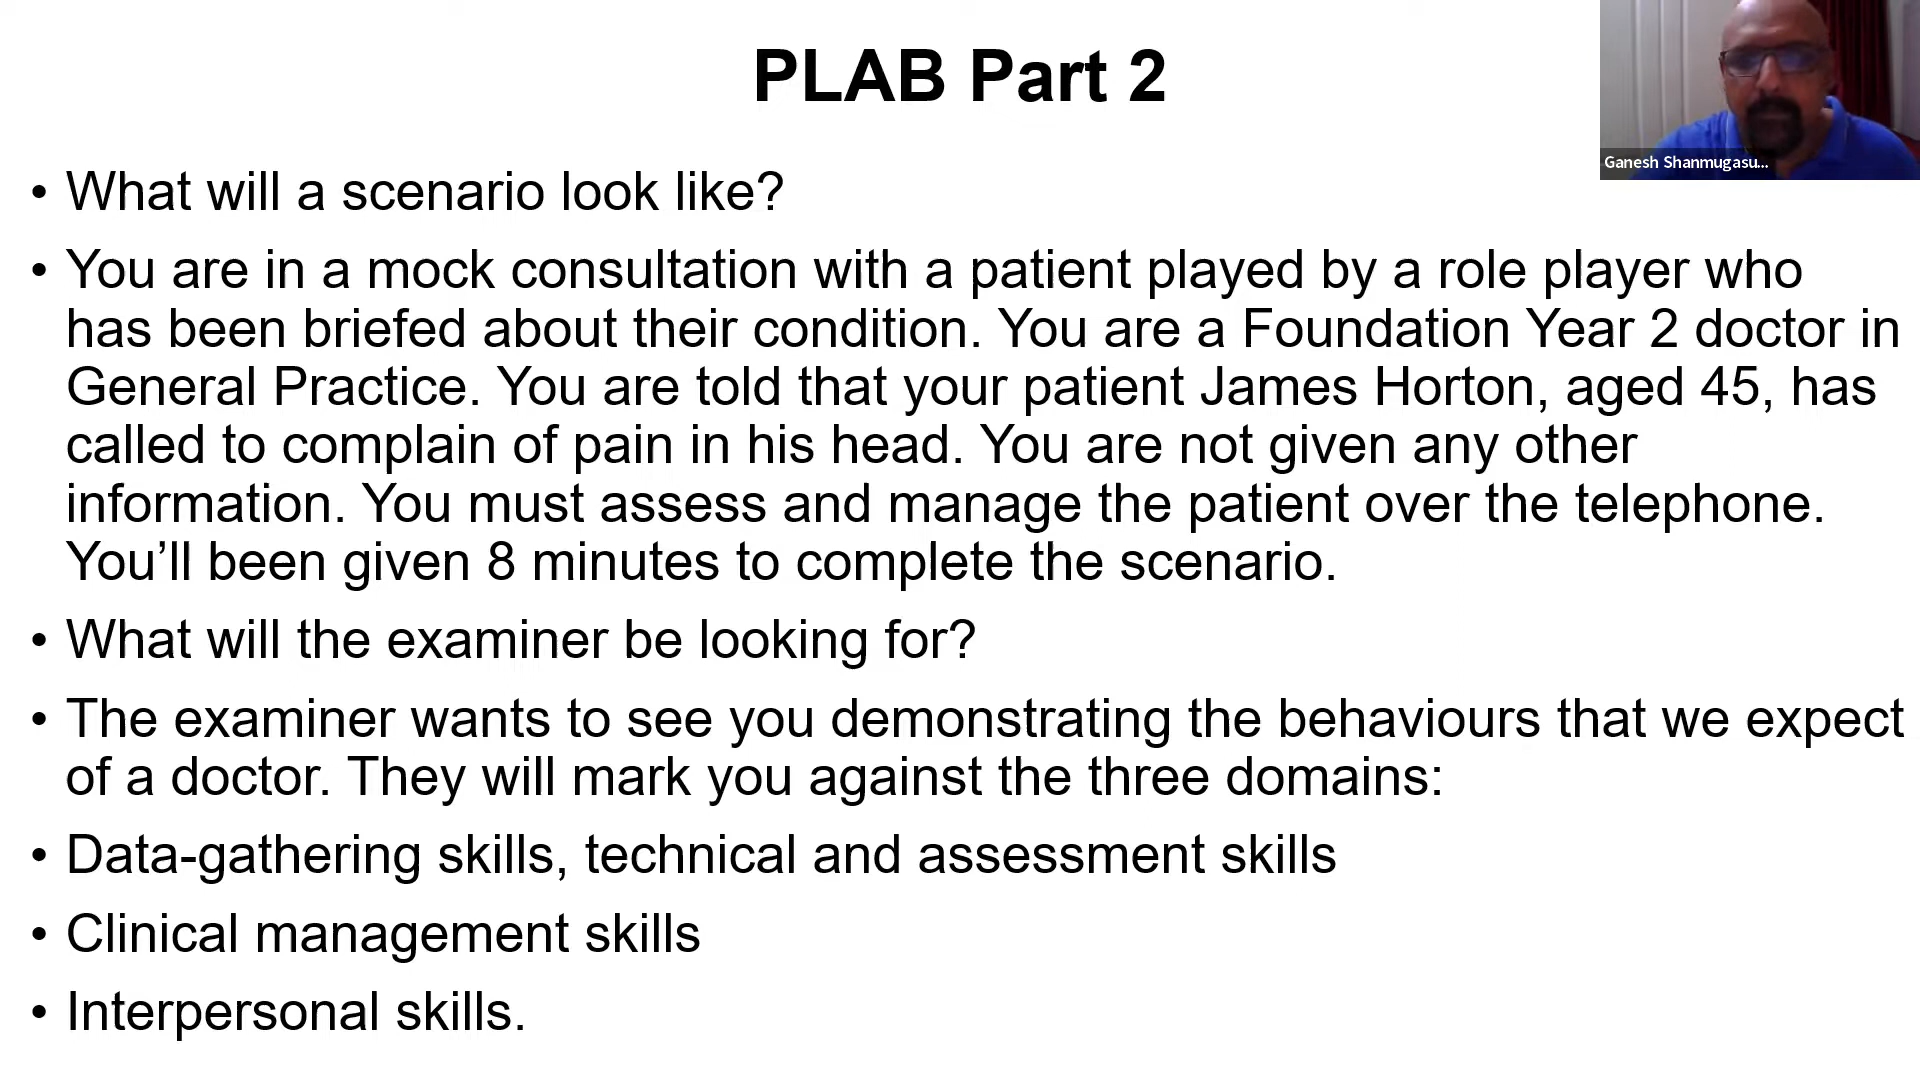 PLAB Part 2
Ganesh Shanmugasu...
• What will a scenario look like?
• You are in a mock consultation with a patient played by a role player who
has been briefed about their condition. You are a Foundation Year 2 doctor in
General Practice. You are told that your patient James Horton, aged 45, has
called to complain of pain in his head. You are not given any other
information. You must assess and manage the patient over the telephone.
You’ll been given 8 minutes to complete the scenario.
• What will the examiner be looking for?
• The examiner wants to see you demonstrating the behaviours that we expect
of a doctor. They will mark you against the three domains:
• Data-gathering skills, technical and assessment skills
• Clinical management skills
• Interpersonal skills.